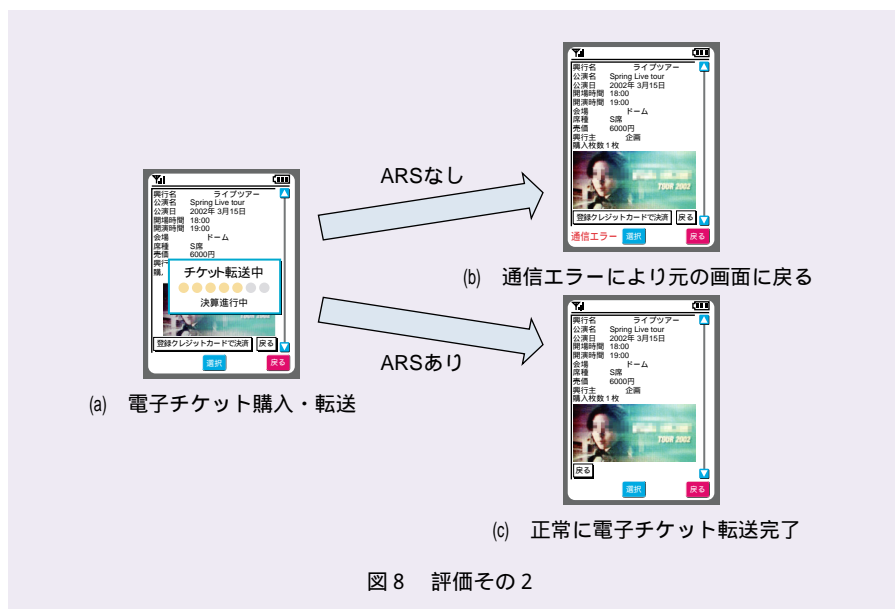 興行名 ライブツアー
公演名 Spring Live tour
公演日 2002年 3月15日
開場時間 18:00
開演時間 19:00
会場 ドーム
席種 S席
売価 6000円
興行主 企画
購入枚数 1 枚
TOUR 2002
登録クレジットカードで決済 戻る
通信エラー 選択 戻る
(b) 通信エラーにより元の画面に戻る
ARSなし
興行名 ライブツアー
公演名 Spring Live tour
公演日 2002年 3月15日
開場時間 18:00
開演時間 19:00
会場 ドーム
席種 S席
売価 6000円
チケット転送中
決算進行中
登録クレジットカードで決済 戻る
選択 戻る
(a) 電子チケット購入・転送
ARSあり
興行名 ライブツアー
公演名 Spring Live tour
公演日 2002年 3月15日
開場時間 18:00
開演時間 19:00
会場 ドーム
席種 S席
売価 6000円
興行主 企画
購入枚数 1 枚
TOUR 2002
戻る
選択 戻る
(c) 正常に電子チケット転送完了
図 8 評価その 2